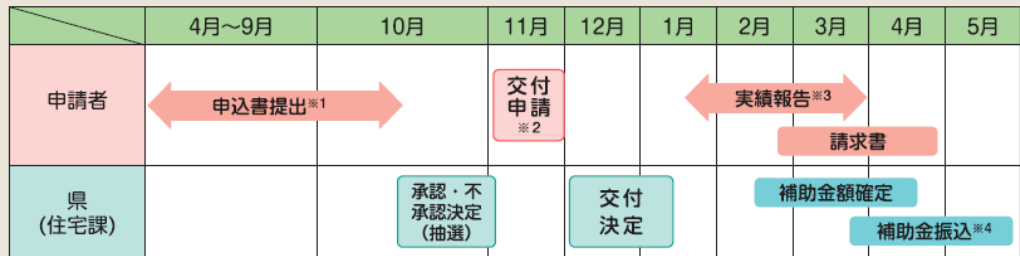 4月～9月 10月 11月 12月 1月 2月 3月 4月 5月
申請者
申込書提出※1
交付
申請
※2
実績報告※3
請求書
県
(住宅課)
承認・不
承認決定
(抽選)
交付
決定
補助金額確定
補助金振込※4